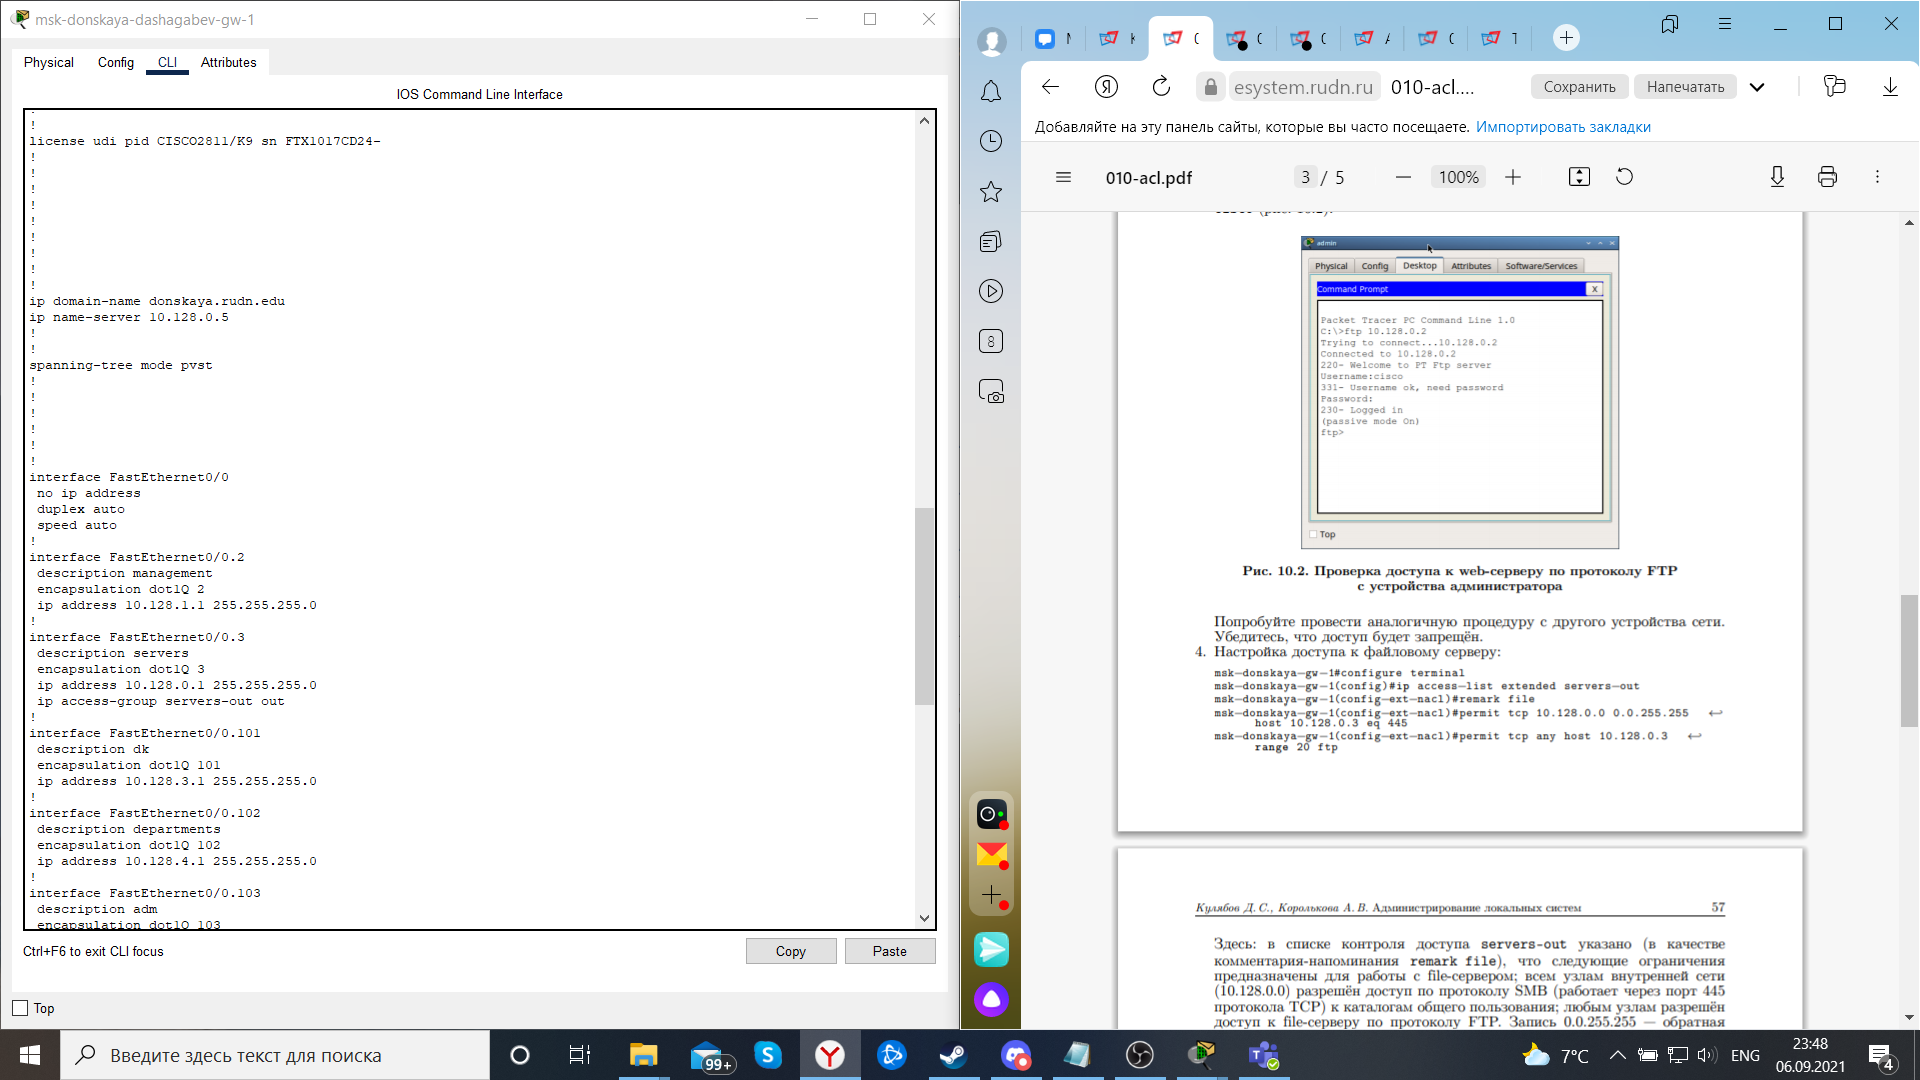 msk-donskaya-dashagabev-gw-1
Physical
Config
CLI
Attributes
IOS Command Line Interface
!
!
license udi pid CISCO2811/K9 sn FTX1017CD24-
!
!
!
!
!
!
!
!
!
ip domain-name donskaya.rudn.edu
ip name-server 10.128.0.5
!
!
spanning-tree mode pvst
!
!
!
!
!
!
interface FastEthernet0/0
no ip address
duplex auto
speed auto
!
interface FastEthernet0/0.2
description management
encapsulation dot1Q 2
ip address 10.128.1.1 255.255.255.0
!
interface FastEthernet0/0.3
description servers
encapsulation dot1Q 3
ip address 10.128.0.1 255.255.255.0
ip access-group servers-out out
!
interface FastEthernet0/0.101
description dk
encapsulation dot1Q 101
ip address 10.128.3.1 255.255.255.0
!
interface FastEthernet0/0.102
description departments
encapsulation dot1Q 102
ip address 10.128.4.1 255.255.255.0
!
interface FastEthernet0/0.103
description adm
encapsulation dot1Q 103
Ctrl+F6 to exit CLI focus
Copy
Paste
Top
esystem.rudn.ru
010-acl....
Сохранить
Напечатать
Добавляйте на эту панель сайты, которые вы часто посещаете. Импортировать закладки
8
010-acl.pdf
3 / 5
100%
admin
Physical
Config
Desktop
Attributes
Software/Services
Command Prompt
X
Packet Tracer PC Command Line 1.0
C:\>ftp 10.128.0.2
Trying to connect...10.128.0.2
Connected to 10.128.0.2
220- Welcome to PT Ftp server
Username:cisco
331- Username ok, need password
Password:
230- Logged in
(passive mode On)
ftp>
Top
Рис. 10.2. Проверка доступа к web-серверу по протоколу FTP
с устройства администратора
Попробуйте провести аналогичную процедуру с другого устройства сети.
Убедитесь, что доступ будет запрещён.
4. Настройка доступа к файловому серверу:
msk-donskaya-gw-1#configure terminal
msk-donskaya-gw-1(config)#ip access-list extended servers-out
msk-donskaya-gw-1(config-ext-nacl)#remark file
msk-donskaya-gw-1(config-ext-nacl)#permit tcp 10.128.0.0 0.0.255.255 ↩
host 10.128.0.3 eq 445
msk-donskaya-gw-1(config-ext-nacl)#permit tcp any host 10.128.0.3 ↩
range 20 ftp
Кулябов Д. С., Королькова А. В. Администрирование локальных систем 57
Здесь: в списке контроля доступа servers-out указано (в качестве
комментария-напоминания remark file), что следующие ограничения
предназначены для работы с file-сервером; всем узлам внутренней сети
(10.128.0.0) разрешён доступ по протоколу SMB (работает через порт 445
протокола TCP) к каталогам общего пользования; любым узлам разрешён
доступ к file-серверу по протоколу FTP. Запись 0.0.255.255 — обратная
Введите здесь текст для поиска
99+
7°C
ENG
23:48
06.09.2021
4